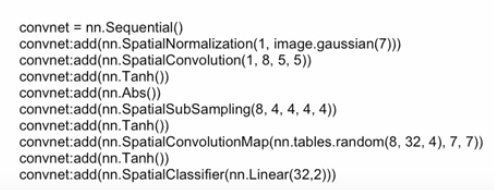 convnet = nn.Sequential()
convnet:add(nn.SpatialNormalization(1, image.gaussian(7)))
convnet:add(nn.SpatialConvolution(1, 8, 5, 5))
convnet:add(nn.Tanh())
convnet:add(nn.Abs())
convnet:add(nn.SpatialSubSampling(8, 4, 4, 4, 4))
convnet:add(nn.Tanh())
convnet:add(nn.SpatialConvolutionMap(nn.tables.random(8, 32, 4), 7, 7))
convnet:add(nn.Tanh())
convnet:add(nn.SpatialClassifier(nn.Linear(32,2)))